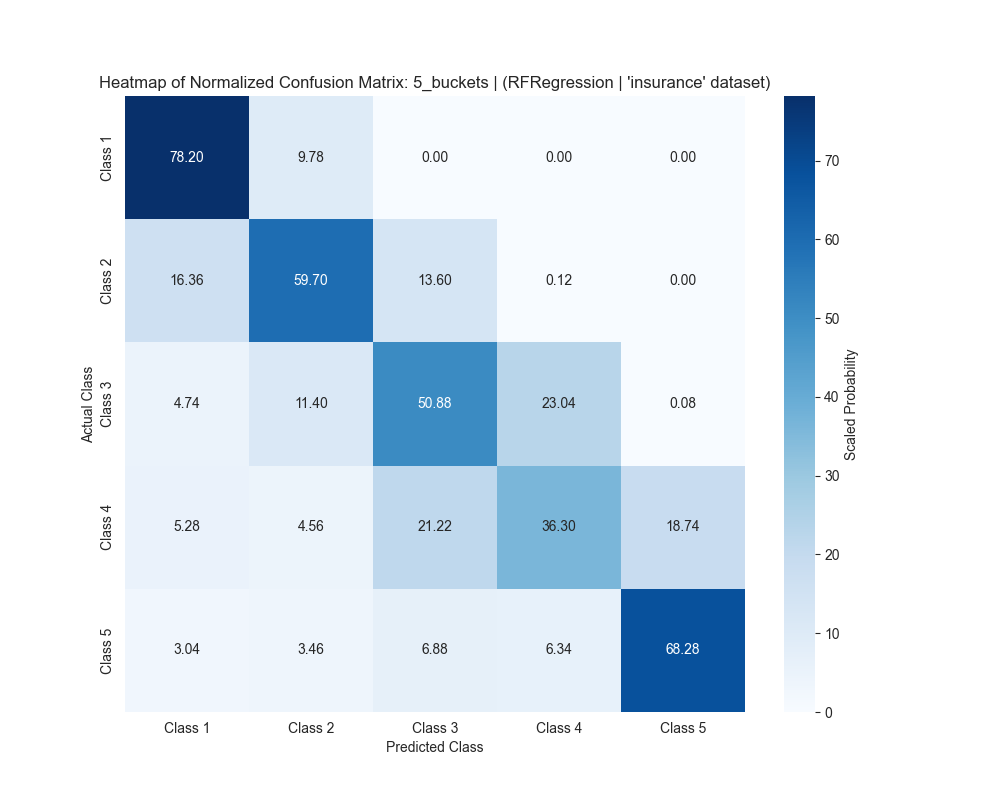 Heatmap of Normalized Confusion Matrix: 5_buckets | (RFRegression | 'insurance' dataset)
Actual Class
Class 1
78.20 9.78 0.00 0.00 0.00
Class 2
16.36 59.70 13.60 0.12 0.00
Class 3
4.74 11.40 50.88 23.04 0.08
Class 4
5.28 4.56 21.22 36.30 18.74
Class 5
3.04 3.46 6.88 6.34 68.28
Class 1 Class 2 Class 3 Class 4 Class 5
Predicted Class
70
60
50
40
30
20
10
0
Scaled Probability